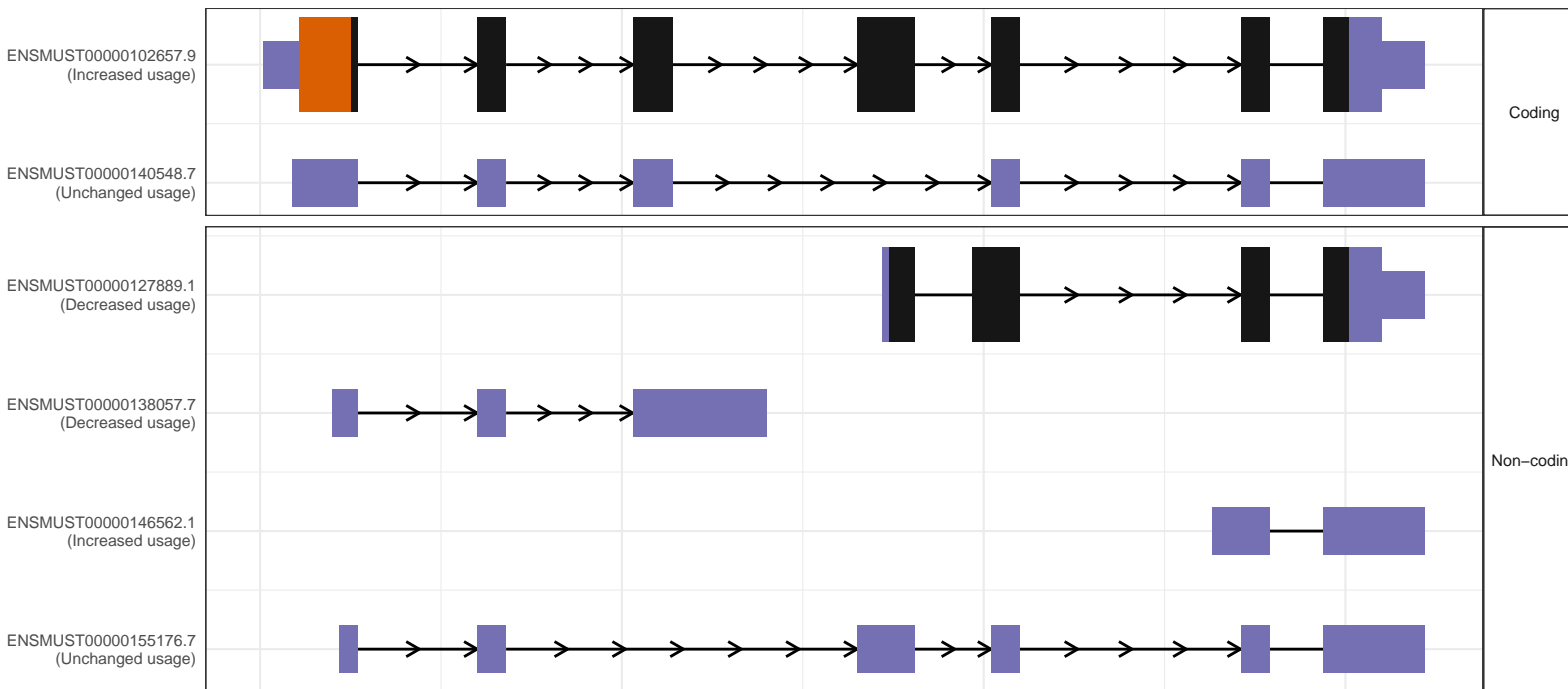 ENSMUST00000102657.9
(Increased usage)
Coding
ENSMUST00000140548.7
(Unchanged usage)
ENSMUST00000127889.1
(Decreased usage)
ENSMUST00000138057.7
(Decreased usage)
Non−codin
ENSMUST00000146562.1
(Increased usage)
ENSMUST00000155176.7
(Unchanged usage)